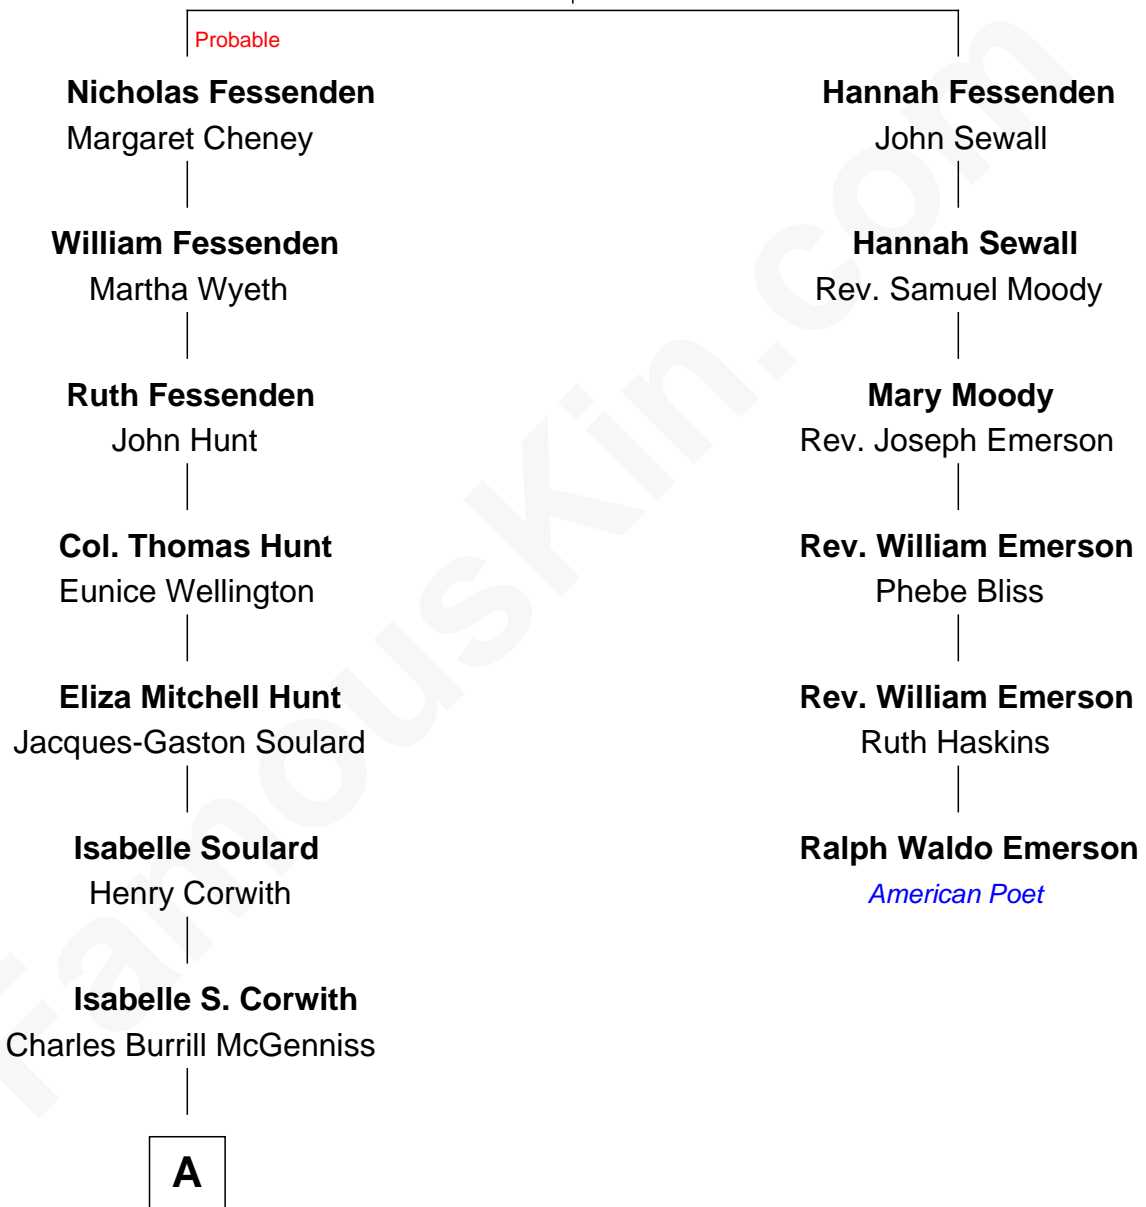 Probable
Nicholas Fessenden
Margaret Cheney
William Fessenden
Martha Wyeth
Ruth Fessenden
John Hunt
Col. Thomas Hunt
Eunice Wellington
Eliza Mitchell Hunt
Jacques-Gaston Soulard
Isabelle Soulard
Henry Corwith
Isabelle S. Corwith
Charles Burrill McGenniss
A
Hannah Fessenden
John Sewall
Hannah Sewall
Rev. Samuel Moody
Mary Moody
Rev. Joseph Emerson
Rev. William Emerson
Phebe Bliss
Rev. William Emerson
Ruth Haskins
Ralph Waldo Emerson
American Poet
FamousKin.com